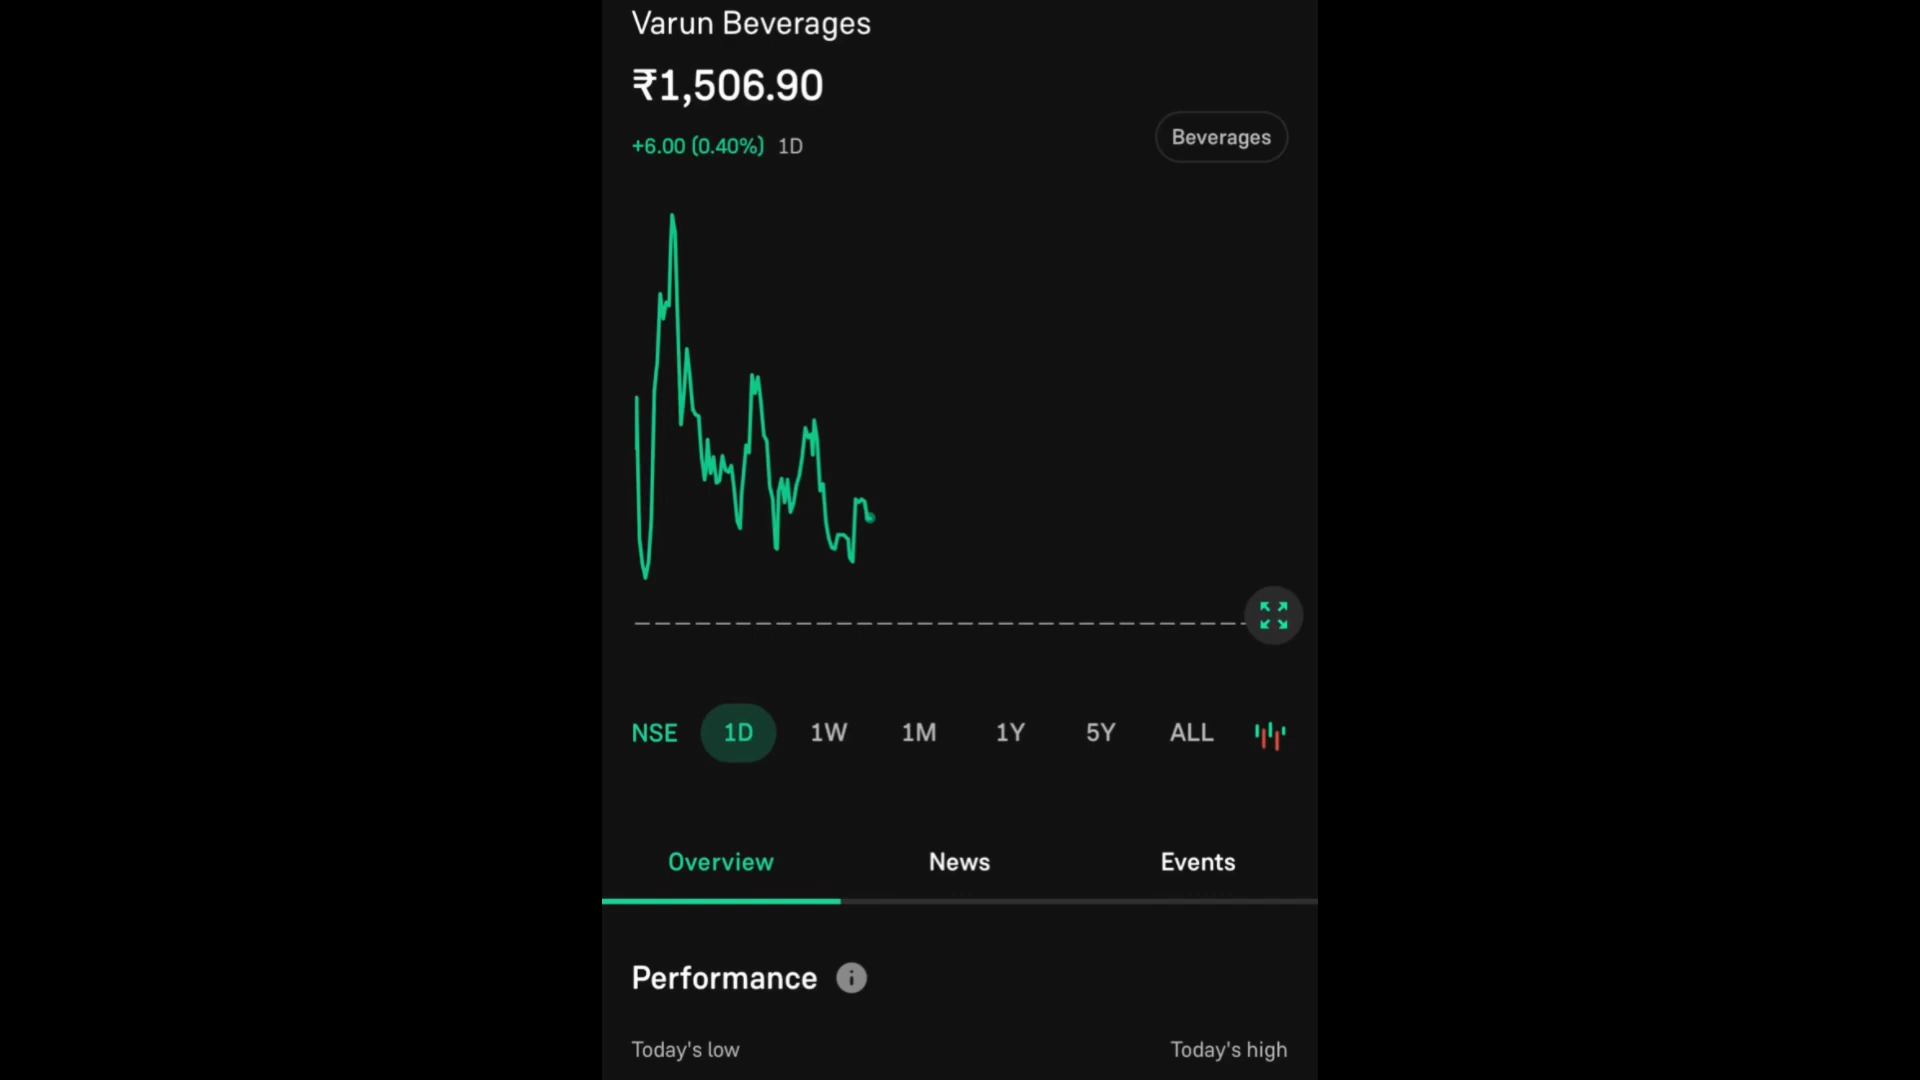 Varun Beverages
₹1,506.90
+6.00 (0.40%) 1D
Beverages
NSE 1D 1W 1M 1Y 5Y ALL
Overview News Events
Performance
Today's low Today's high